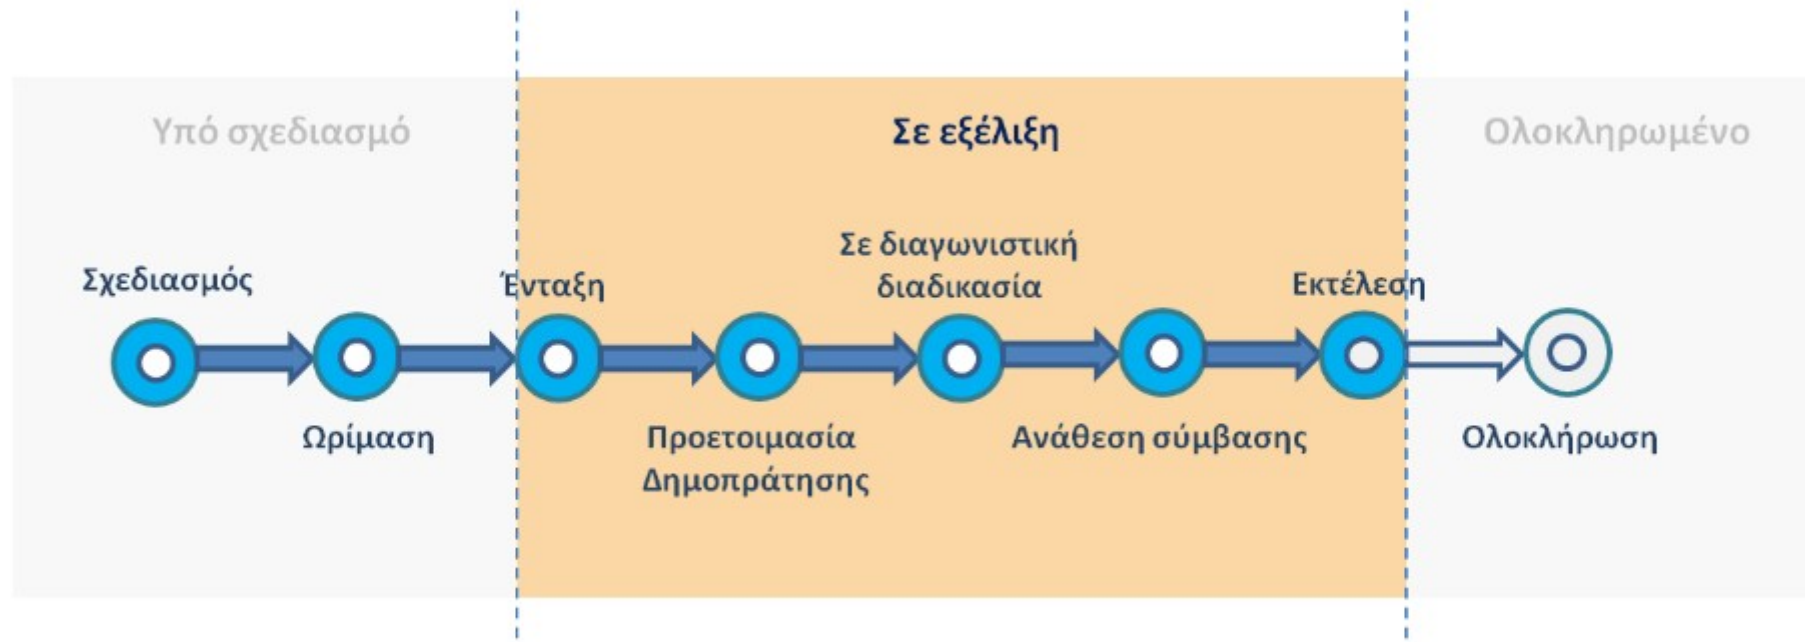 Υπό σχεδιασμό
Σε εξέλιξη
Ολοκληρωμένο
Σχεδιασμός
Ωρίμαση
Ένταξη
Προετοιμασία
Δημοπράτησης
Σε διαγωνιστική
διαδικασία
Ανάθεση σύμβασης
Εκτέλεση
Ολοκλήρωση